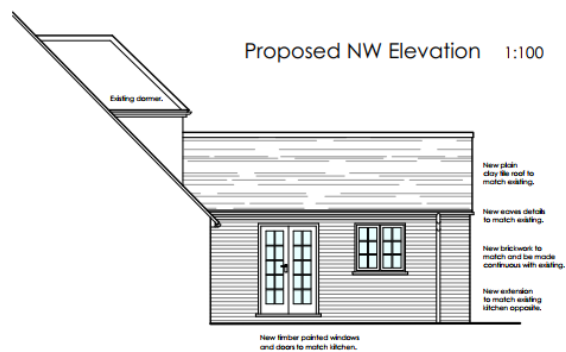 Proposed NW Elevation 1:100
Existing dormer.
New plain
clay tile roof to
match existing.
New eaves details
to match existing.
New brickwork to
match and be made
continuous with existing.
New extension
to match existing
kitchen opposite.
New timber painted windows
and doors to match kitchen.